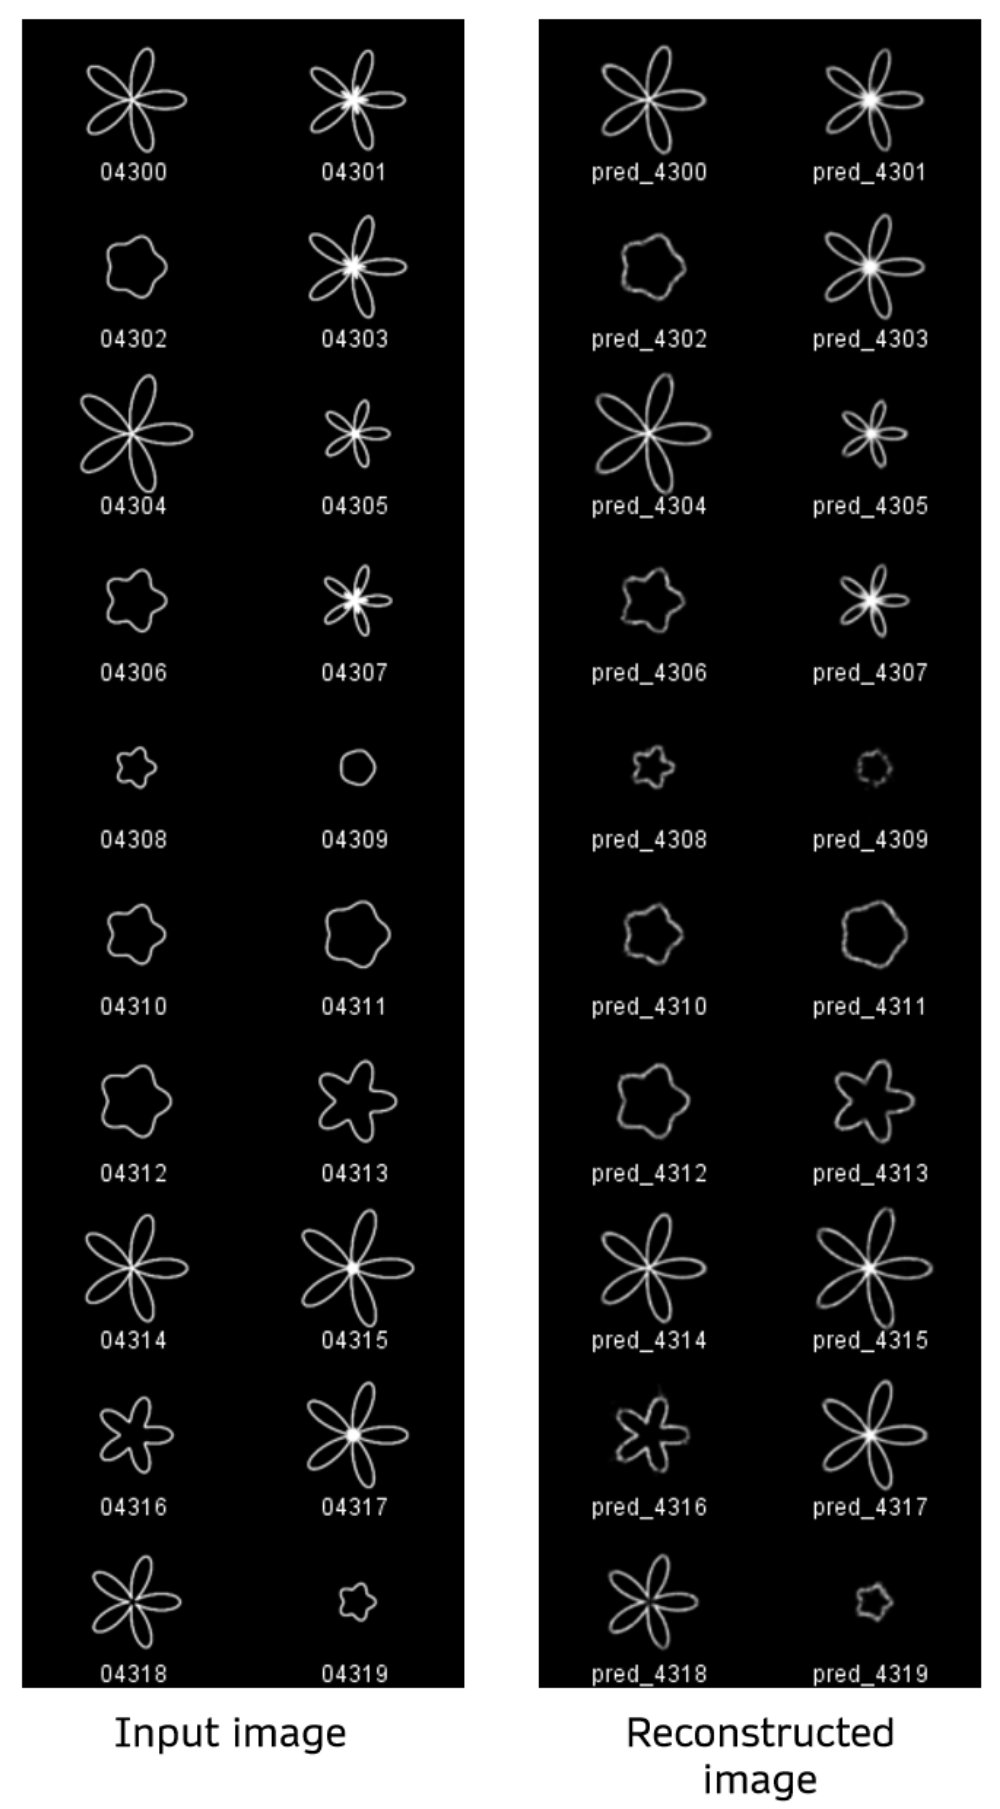 04300 04301
04302 04303
04304 04305
04306 04307
04308 04309
04310 04311
04312 04313
04314 04315
04316 04317
04318 04319
Input image
pred_4300 pred_4301
pred_4302 pred_4303
pred_4304 pred_4305
pred_4306 pred_4307
pred_4308 pred_4309
pred_4310 pred_4311
pred_4312 pred_4313
pred_4314 pred_4315
pred_4316 pred_4317
pred_4318 pred_4319
Reconstructed
image